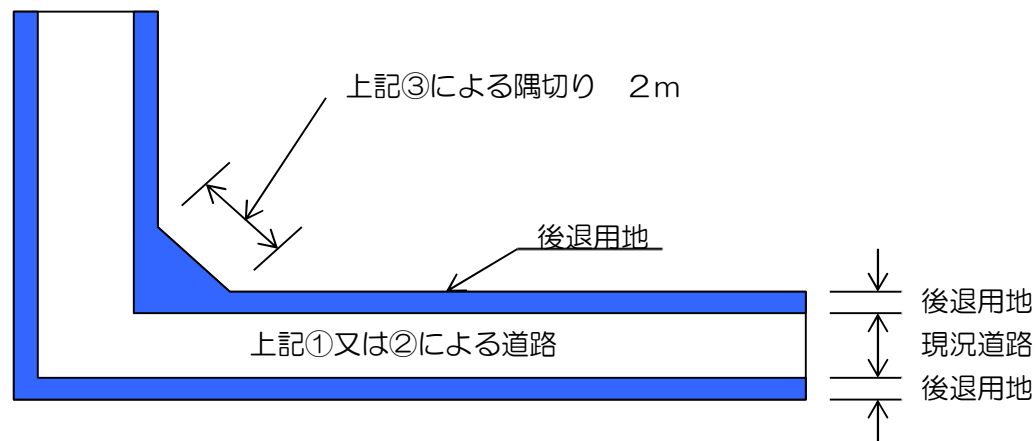 上記③による隅切り　２ｍ
後退用地
後退用地
上記①又は②による道路
現況道路
後退用地